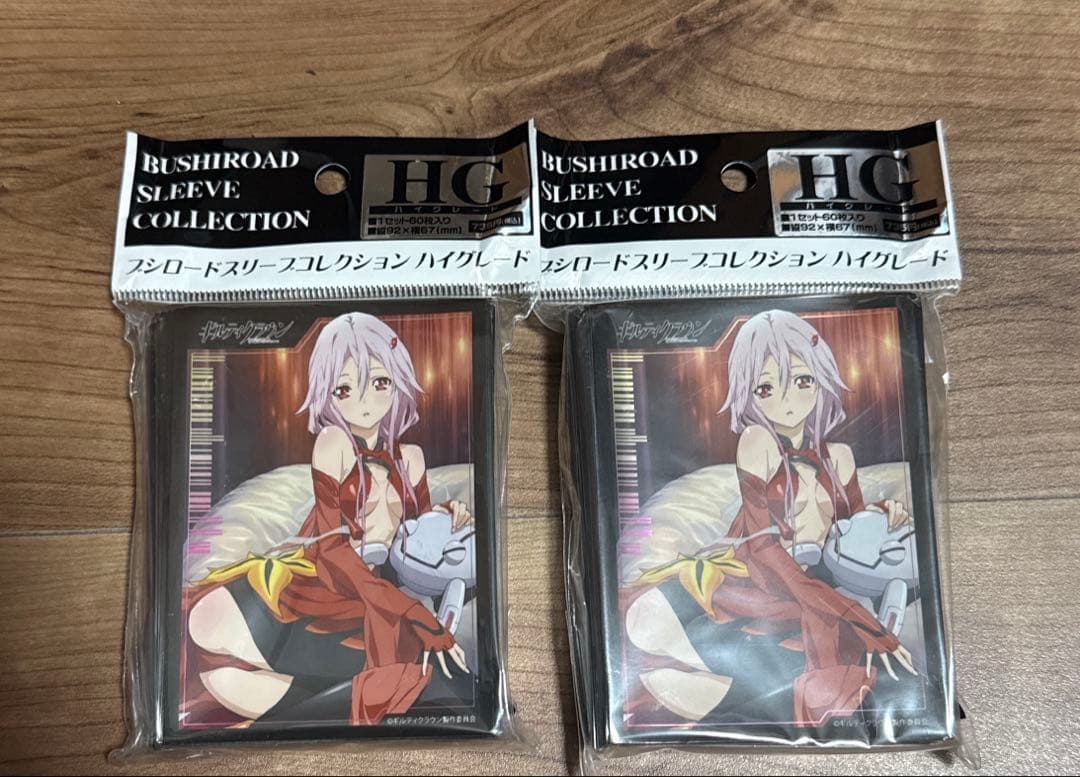 BUSHIROAD
SLEEVE
COLLECTION
HG
ハイグレード
■1セット60枚入り
■縦92×横67(mm)
ブシロードスリーブコレクション ハイグレード
ギルティクラウン
©ギルティクラウン製作委員会
BUSHIROAD
SLEEVE
COLLECTION
HG
ハイグレード
■1セット60枚入り
■縦92×横67(mm)
ブシロードスリーブコレクション ハイグレード
ギルティクラウン
©ギルティクラウン製作委員会